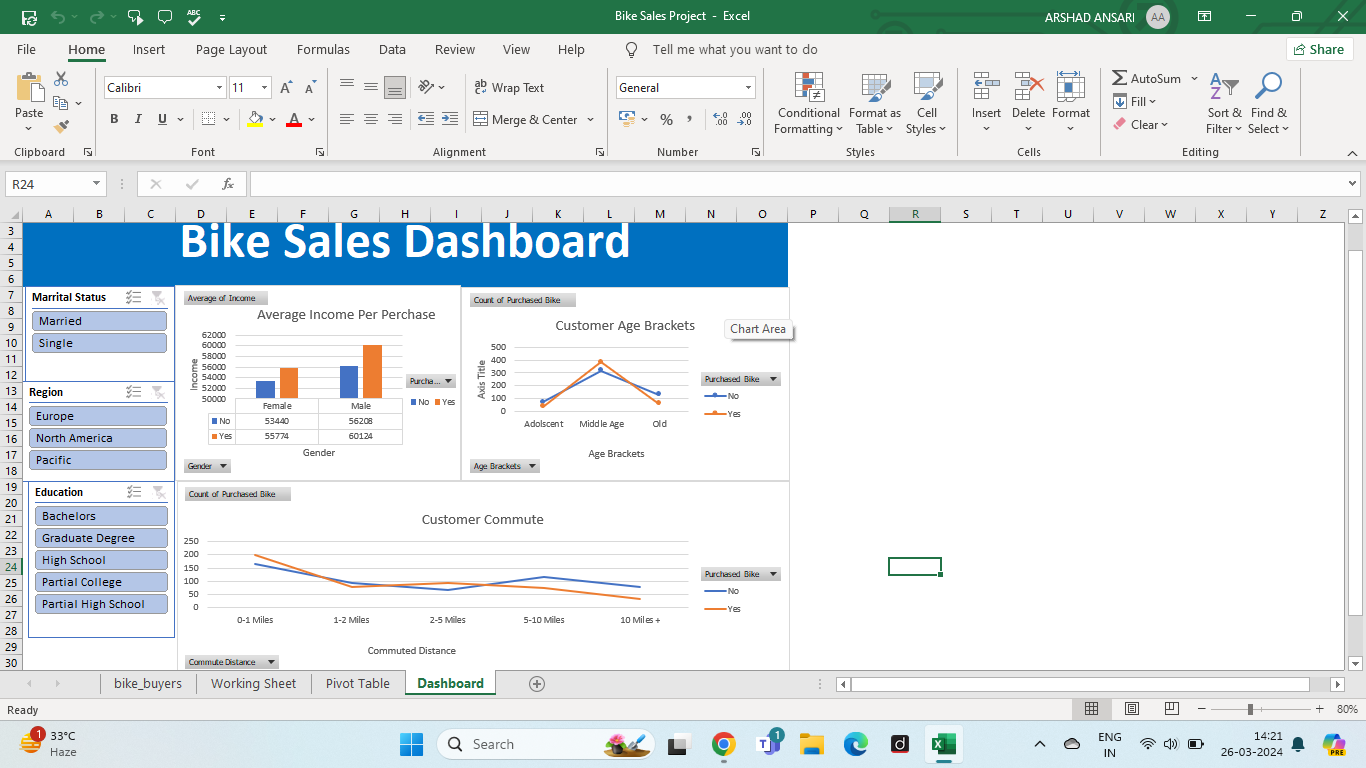 Bike Sales Project - Excel
ARSHAD ANSARI AA
File Home Insert Page Layout Formulas Data Review View Help Tell me what you want to do Share
Paste
Clipboard
Calibri 11
B I U A
Font
Wrap Text
Merge & Center
Alignment
General
% ,
Number
Conditional Formatting
Format as Table
Cell Styles
Styles
Insert Delete Format
Cells
AutoSum
Fill
Clear
Sort & Filter
Find & Select
Editing
R24 fx
A B C D E F G H I J K L M N O P Q R S T U V W X Y Z
3
4
5
6
7
8
9
10
11
12
13
14
15
16
17
18
19
20
21
22
23
24
25
26
27
28
29
30
Bike Sales Dashboard
Marrital Status
Married
Single
Region
Europe
North America
Pacific
Education
Bachelors
Graduate Degree
High School
Partial College
Partial High School
Average of Income
Average Income Per Perchase
Income
62000
60000
58000
56000
54000
52000
50000
Female Male
No 53440 56208
Yes 55774 60124
Gender
Purcha...
No Yes
Gender
Count of Purchased Bike
Customer Age Brackets
Chart Area
Axis Title
500
400
300
200
100
0
Adolscent Middle Age Old
Age Brackets
Purchased Bike
No
Yes
Age Brackets
Count of Purchased Bike
Customer Commute
250
200
150
100
50
0
0-1 Miles 1-2 Miles 2-5 Miles 5-10 Miles 10 Miles +
Commuted Distance
Purchased Bike
No
Yes
Commute Distance
bike_buyers Working Sheet Pivot Table Dashboard
Ready
80%
1
33°C
Haze
Search
1
ENG
IN
14:21
26-03-2024
PRE